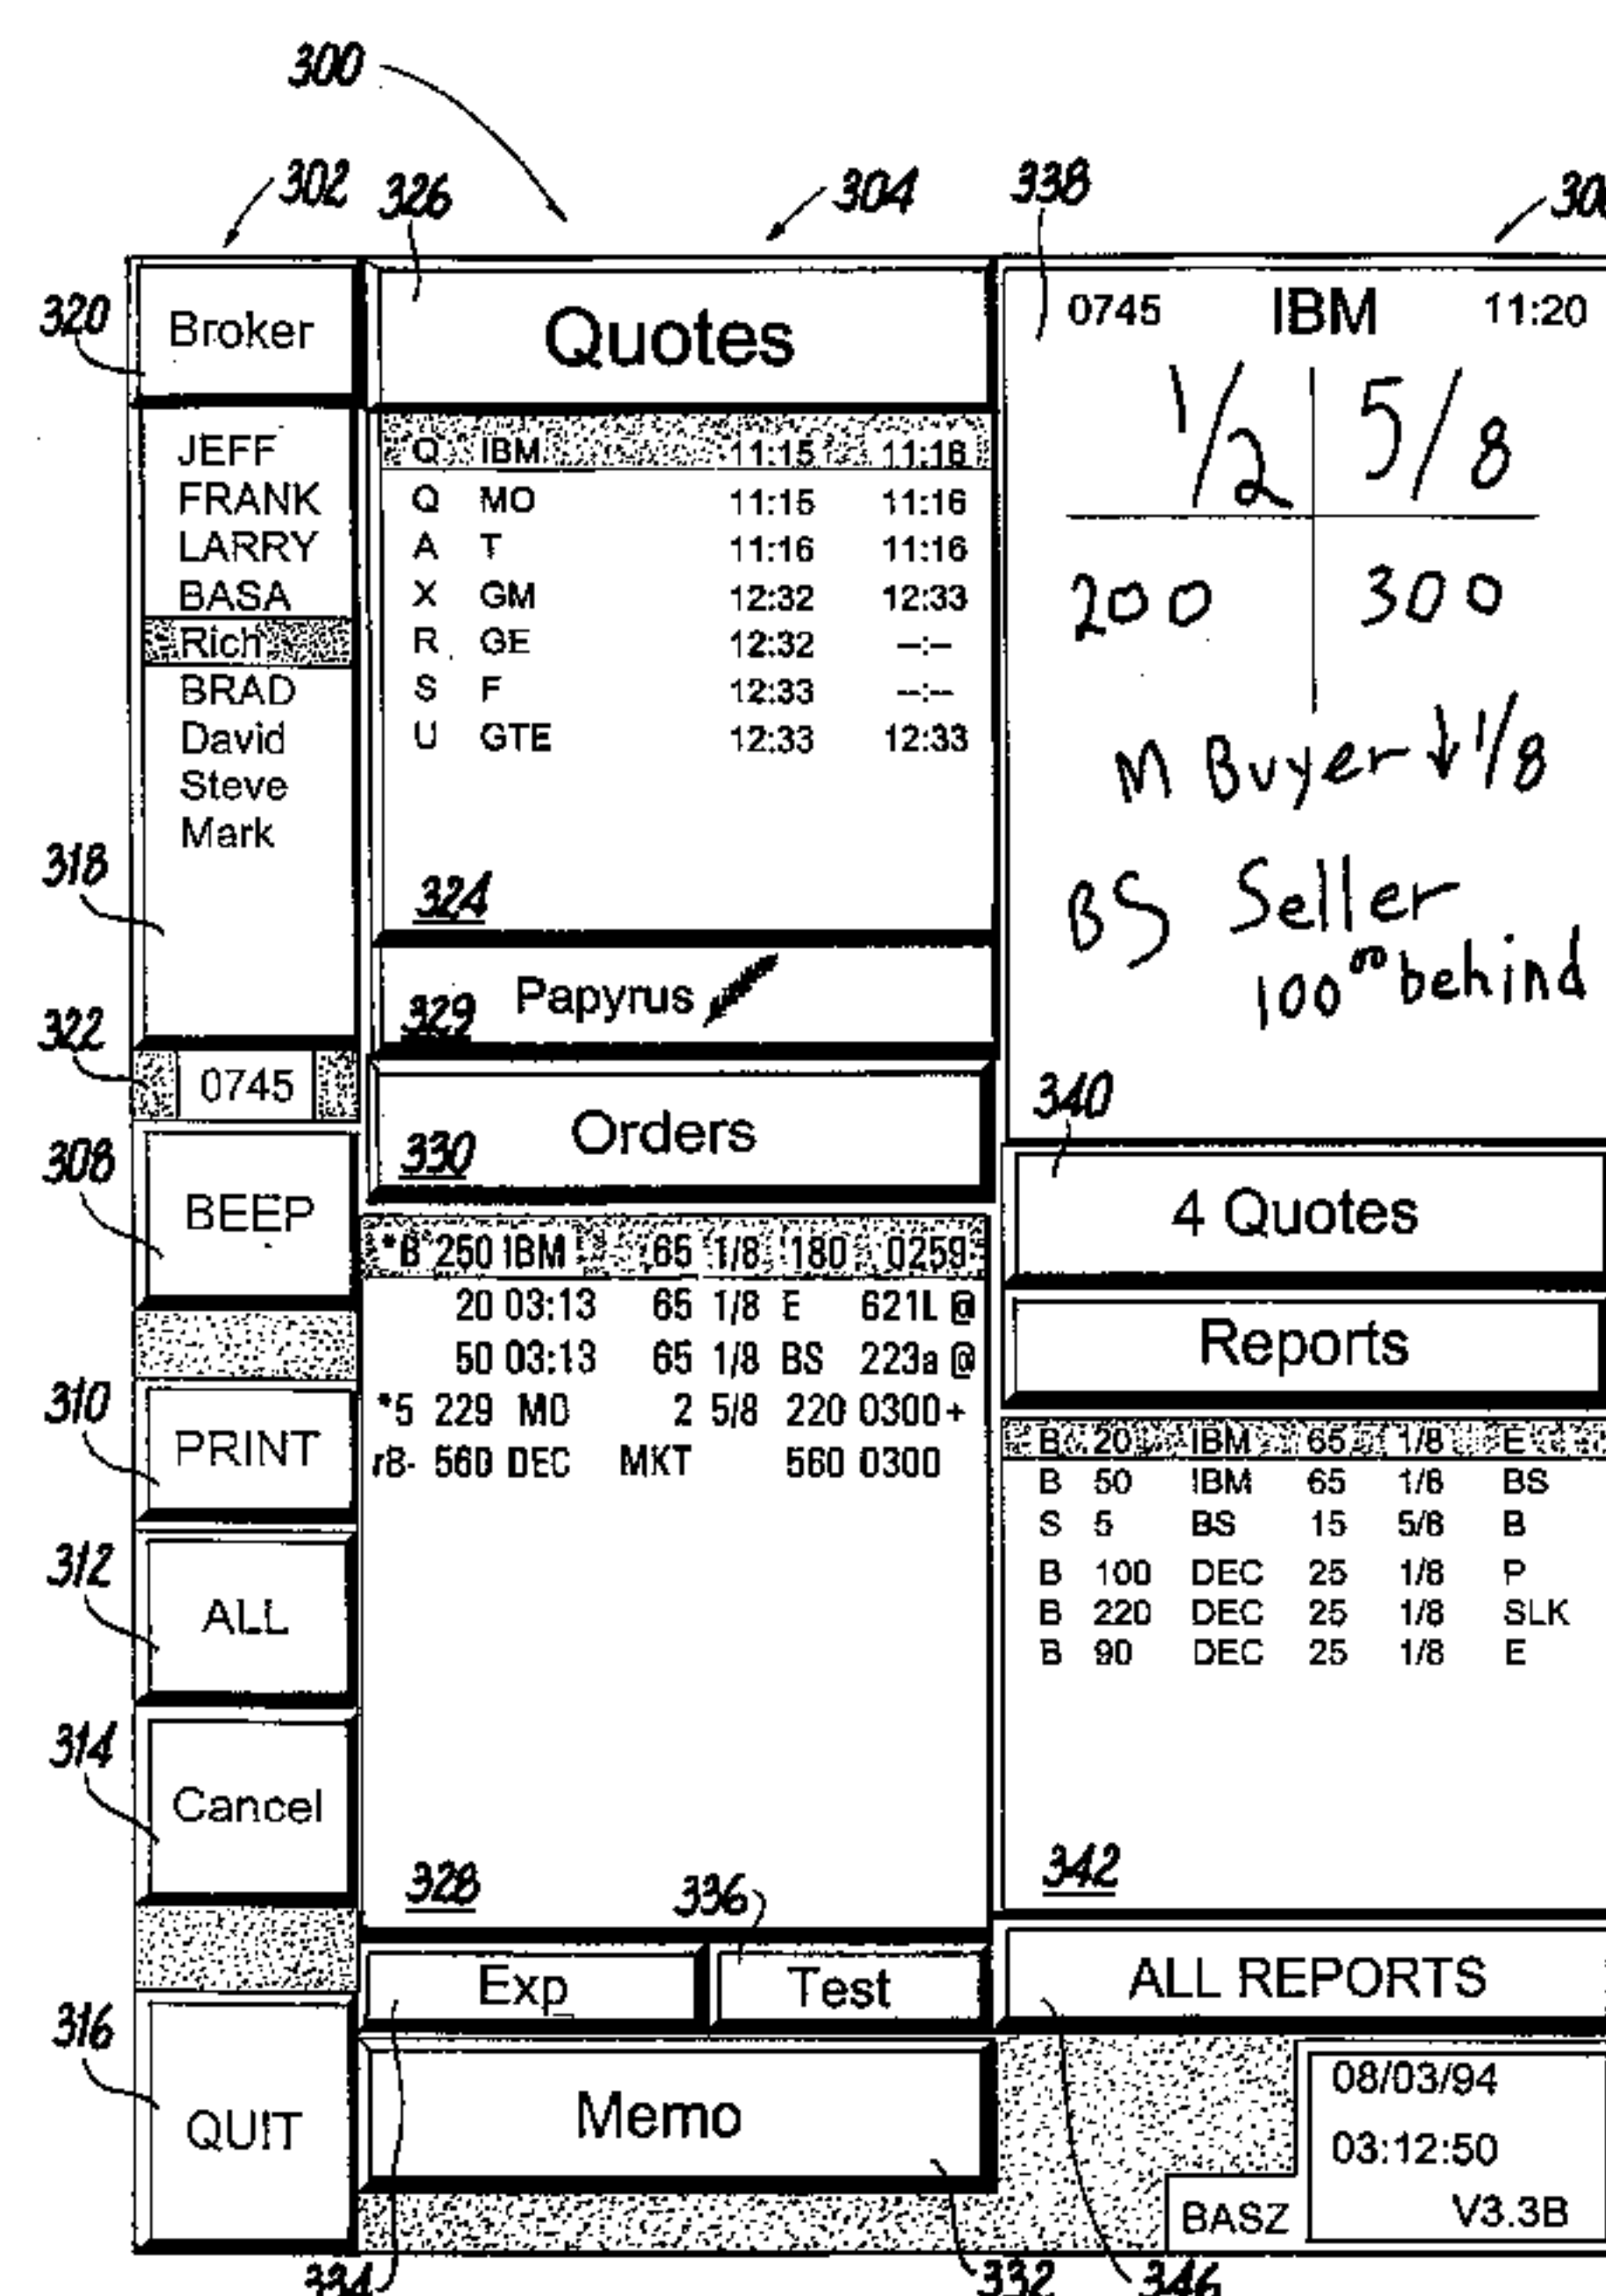 300
302 326 304 338
320 Broker
JEFF
FRANK
LARRY
BASA
Rich
BRAD
David
Steve
Mark
318
322 0745
308 BEEP
310 PRINT
312 ALL
314 Cancel
316 QUIT
Quotes
Q IBM 11:15 11:16
Q MO 11:15 11:16
A T 11:16 11:16
X GM 12:32 12:33
R GE 12:32 --:--
S F 12:33 --:--
U GTE 12:33 12:33
324
329 Papyrus
330 Orders
*B 250 IBM 65 1/8 180 0259
20 03:13 65 1/8 E 621L @
50 03:13 65 1/8 BS 223a @
*5 229 MO 2 5/8 220 0300+
r8- 560 DEC MKT 560 0300
328 336
Exp Test
Memo
0745 IBM 11:20
1/2 5/8
200 300
M Buyer ↓ 1/8
BS Seller
100 00 behind
340
4 Quotes
Reports
B 20 IBM 65 1/8 E
B 50 IBM 65 1/8 BS
S 5 BS 15 5/8 B
B 100 DEC 25 1/8 P
B 220 DEC 25 1/8 SLK
B 90 DEC 25 1/8 E
342
ALL REPORTS
08/03/94
03:12:50
BASZ V3.3B
334 332 346